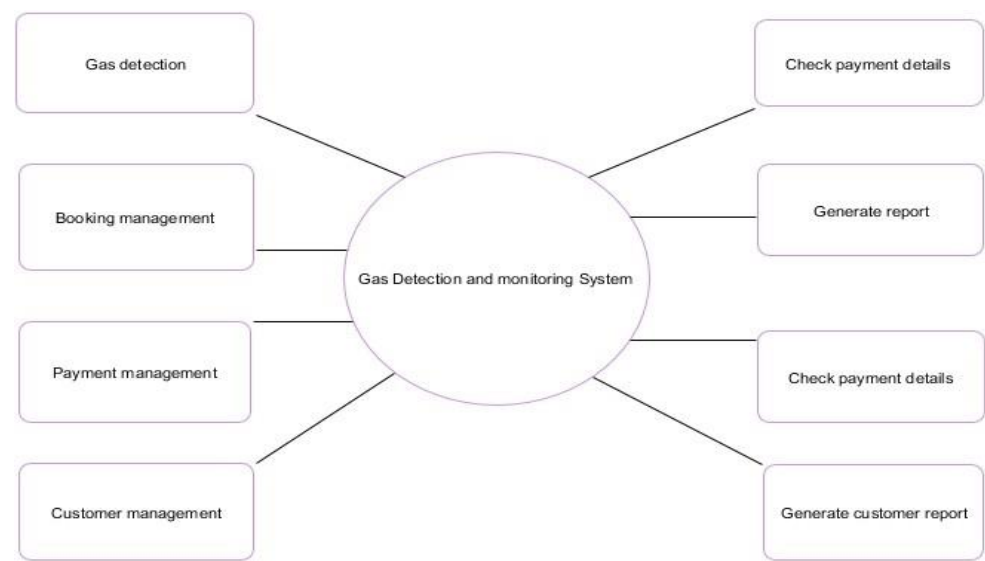 Gas detection
Check payment details
Booking management
Generate report
Gas Detection and monitoring System
Payment management
Check payment details
Customer management
Generate customer report